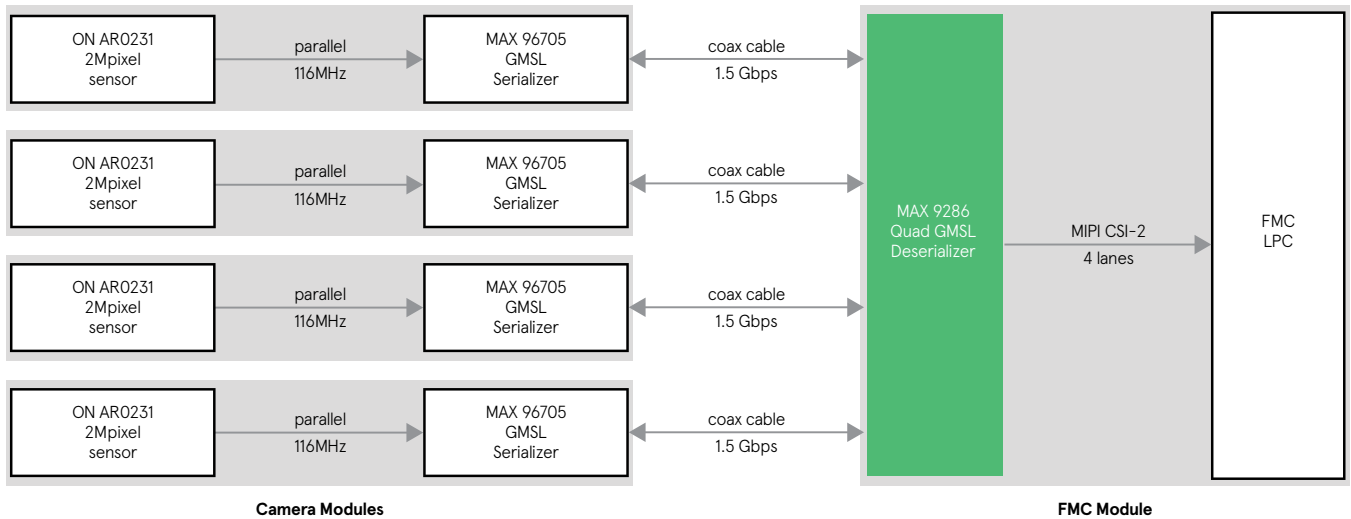 ON AR0231
2Mpixel
sensor
parallel
116MHz
MAX 96705
GMSL
Serializer
coax cable
1.5 Gbps
ON AR0231
2Mpixel
sensor
parallel
116MHz
MAX 96705
GMSL
Serializer
coax cable
1.5 Gbps
ON AR0231
2Mpixel
sensor
parallel
116MHz
MAX 96705
GMSL
Serializer
coax cable
1.5 Gbps
ON AR0231
2Mpixel
sensor
parallel
116MHz
MAX 96705
GMSL
Serializer
coax cable
1.5 Gbps
MAX 9286
Quad GMSL
Deserializer
MIPI CSI-2
4 lanes
FMC
LPC
Camera Modules
FMC Module